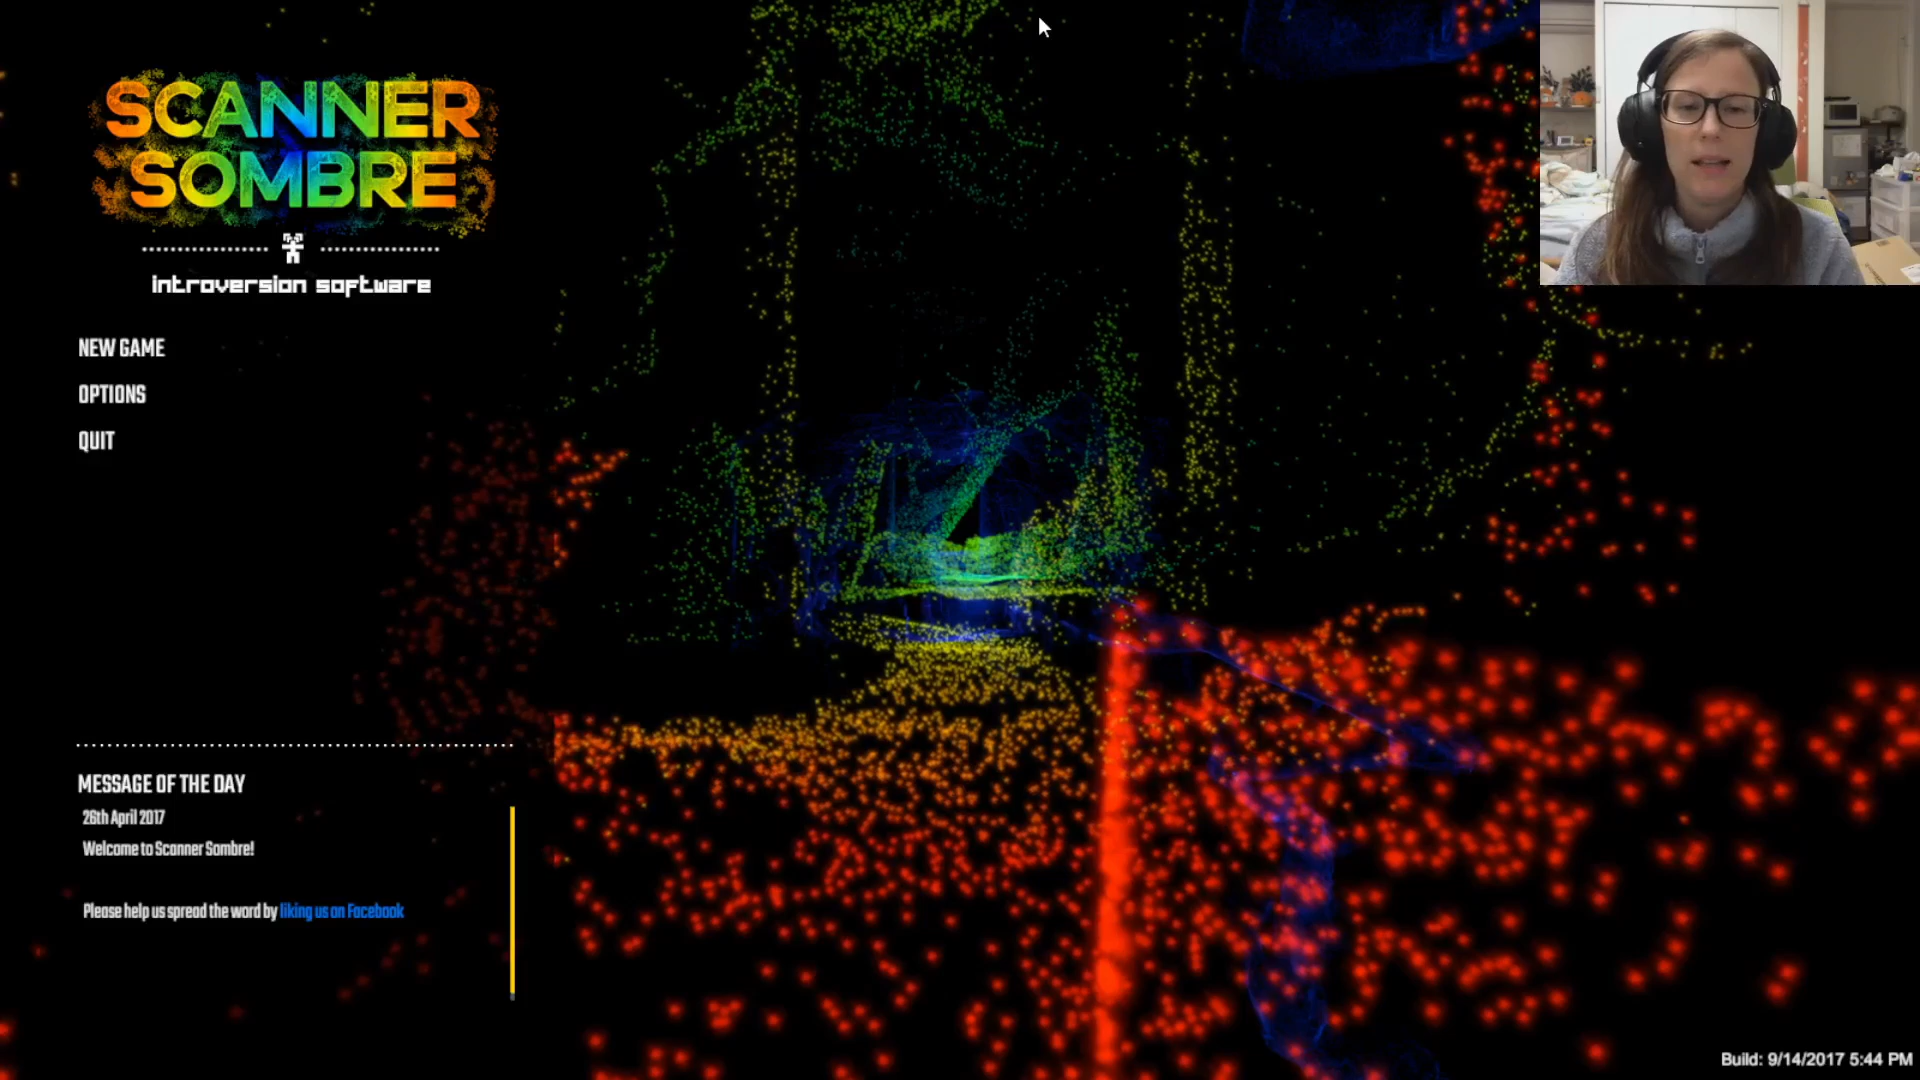 SCANNER
SOMBRE
introversion software
NEW GAME
OPTIONS
QUIT
MESSAGE OF THE DAY
26th April 2017
Welcome to Scanner Sombre!
Please help us spread the word by liking us on Facebook
Build: 9/14/2017 5:44 PM